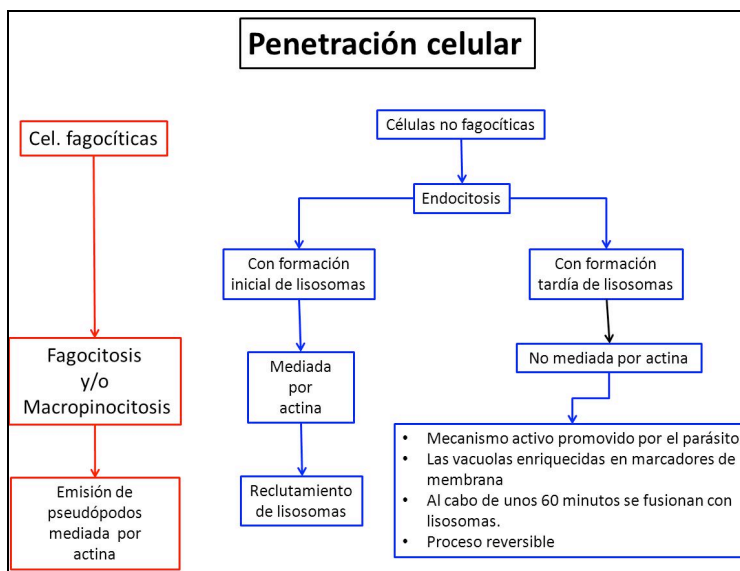 Penetración celular
Cel. fagocíticas
Fagocitosis
y/o
Macropinocitosis
Emisión de
pseudópodos
mediada por
actina
Células no fagocíticas
Endocitosis
Con formación
inicial de lisosomas
Mediada
por
actina
Reclutamiento
de lisosomas
Con formación
tardía de lisosomas
No mediada por actina
• Mecanismo activo promovido por el parásito
• Las vacuolas enriquecidas en marcadores de
membrana
• Al cabo de unos 60 minutos se fusionan con
lisosomas.
• Proceso reversible